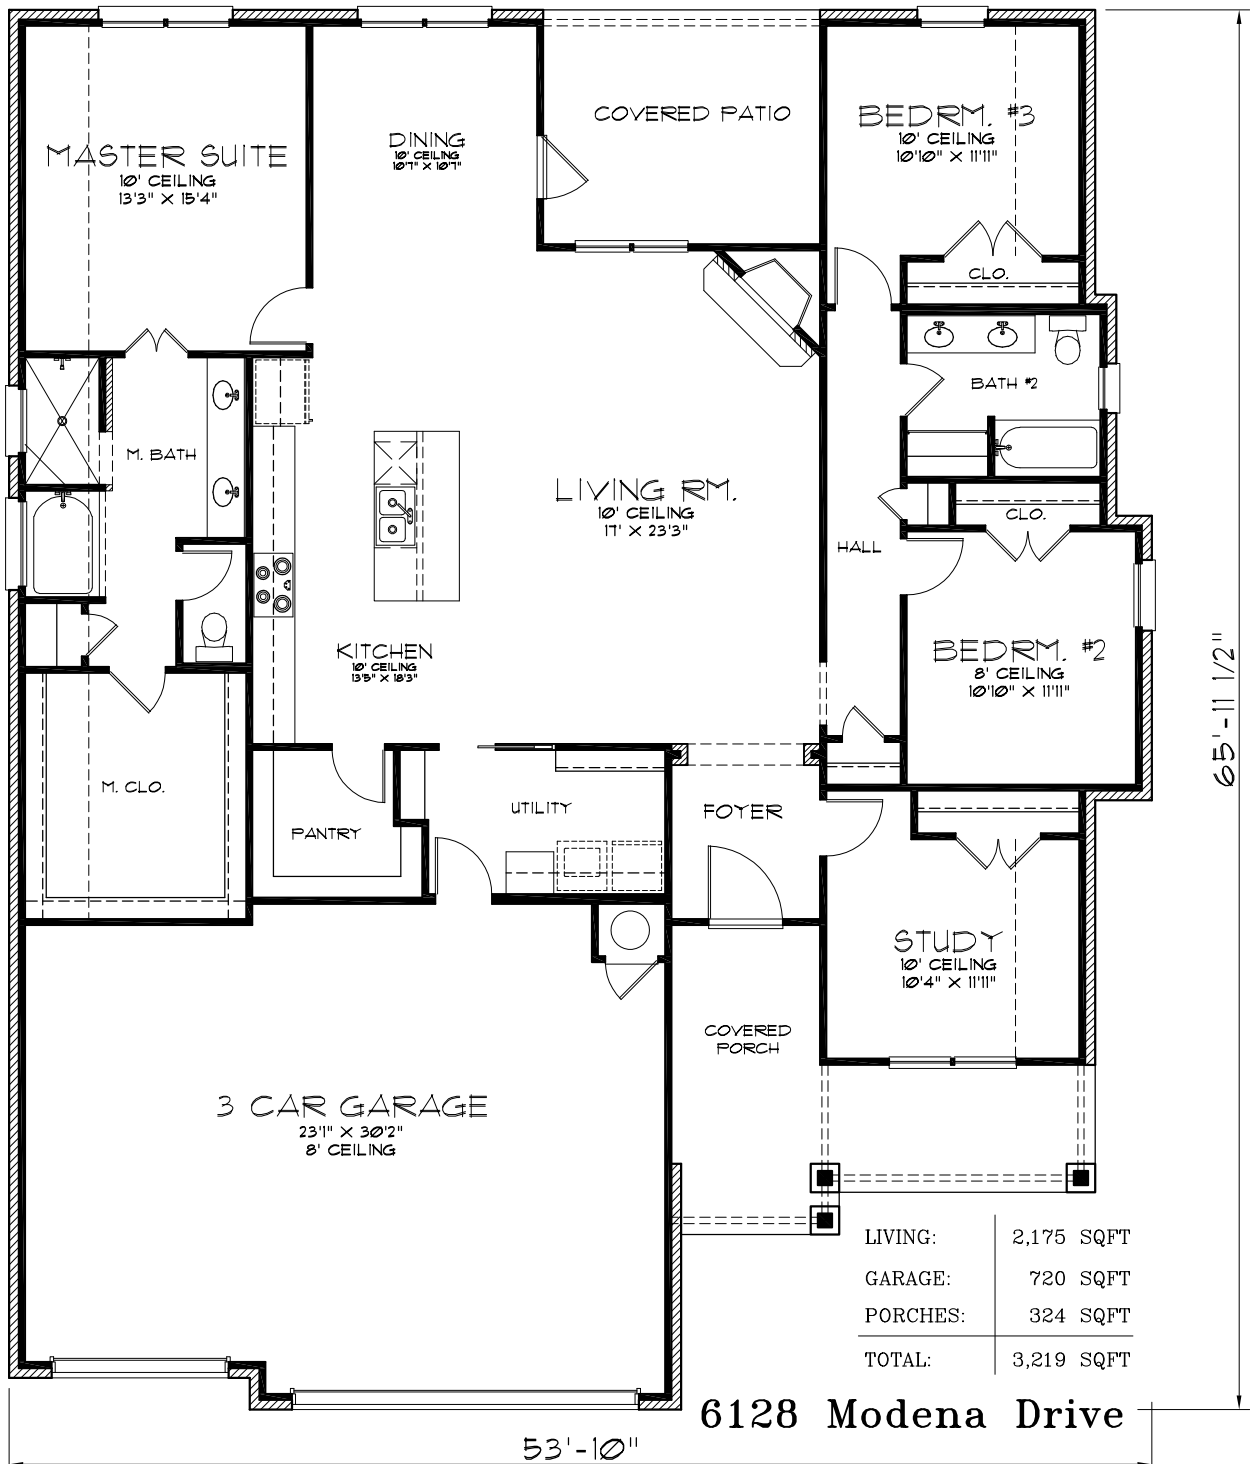 COVERED PATIO
BEDRM. #3
10' CEILING
10'10" X 11'11"
DINING
10' CEILING
10'7" X 10'7"
MASTER SUITE
10' CEILING
13'3" X 15'4"
CLO.
BATH #2
M. BATH
LIVING RM.
10' CEILING
17' X 23'3"
CLO.
HALL
KITCHEN
10' CEILING
13'5" X 18'3"
BEDRM. #2
8' CEILING
10'10" X 11'11"
65'-11 1/2"
M. CLO.
PANTRY
UTILITY
FOYER
STUDY
10' CEILING
10'4" X 11'11"
COVERED
PORCH
3 CAR GARAGE
23'1" X 30'2"
8' CEILING
LIVING: 2,175 SQFT
GARAGE: 720 SQFT
PORCHES: 324 SQFT
TOTAL: 3,219 SQFT
6128 Modena Drive
53'-10"